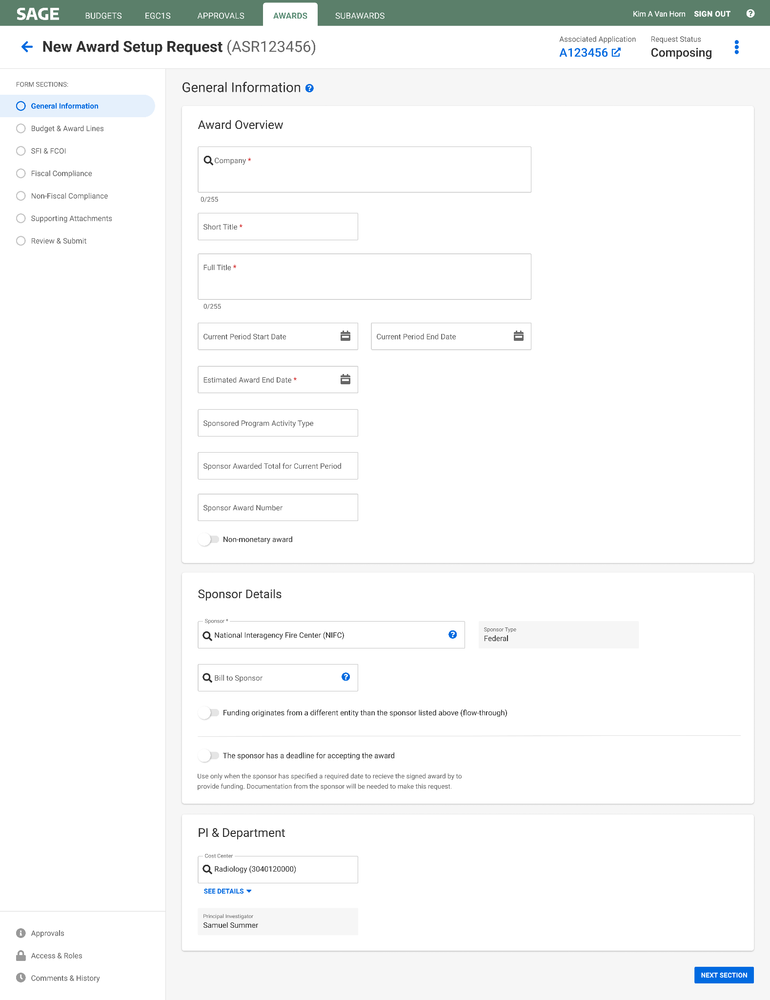 SAGE
BUDGETS
EGC1S
APPROVALS
AWARDS
SUBAWARDS
Kim A Van Horn
SIGN OUT
?
New Award Setup Request (ASR123456)
Associated Application
A123456
Request Status
Composing
FORM SECTIONS:
General Information
Budget & Award Lines
SFI & FCOI
Fiscal Compliance
Non-Fiscal Compliance
Supporting Attachments
Review & Submit
General Information ?
Award Overview
Company *
0/255
Short Title *
Full Title *
0/255
Current Period Start Date
Current Period End Date
Estimated Award End Date *
Sponsored Program Activity Type
Sponsor Awarded Total for Current Period
Sponsor Award Number
Non-monetary award
Sponsor Details
Sponsor *
National Interagency Fire Center (NIFC) ?
Sponsor Type
Federal
Bill to Sponsor ?
Funding originates from a different entity than the sponsor listed above (flow-through)
The sponsor has a deadline for accepting the award
Use only when the sponsor has specified a required date to recieve the signed award by to
provide funding. Documentation from the sponsor will be needed to make this request.
PI & Department
Cost Center
Radiology (3040120000)
SEE DETAILS
Principal Investigator
Samuel Summer
Approvals
Access & Roles
Comments & History
NEXT SECTION